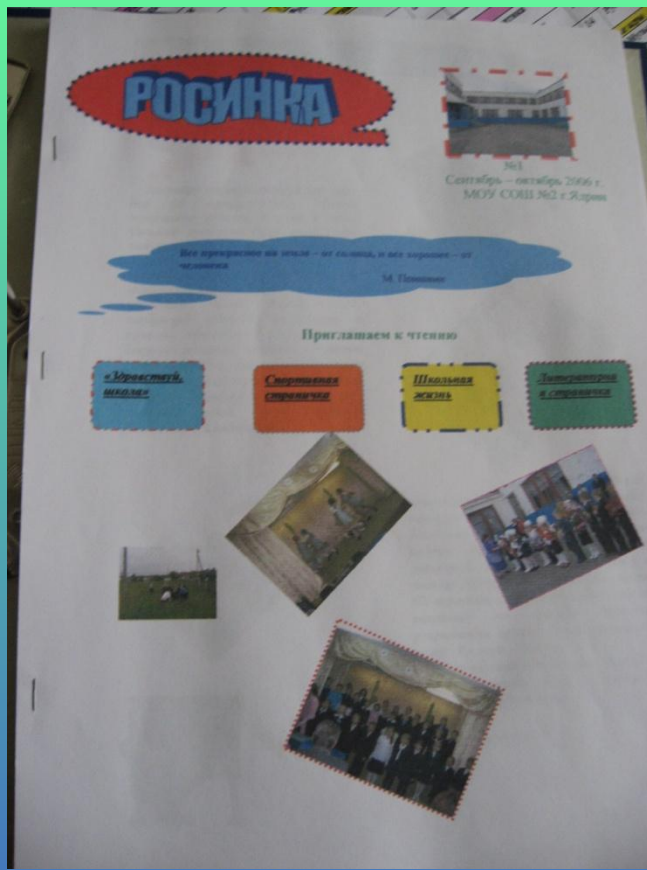 РОСИНКА
№1
Сентябрь – октябрь 2006 г.
МОУ СОШ №2 г.Ядрин
Все прекрасное на земле – от солнца, и все хорошее – от
человека
М. Пришвин
Приглашаем к чтению
«Здравствуй,
школа»
Спортивная
страничка
Школьная
жизнь
Литературна
я страничка